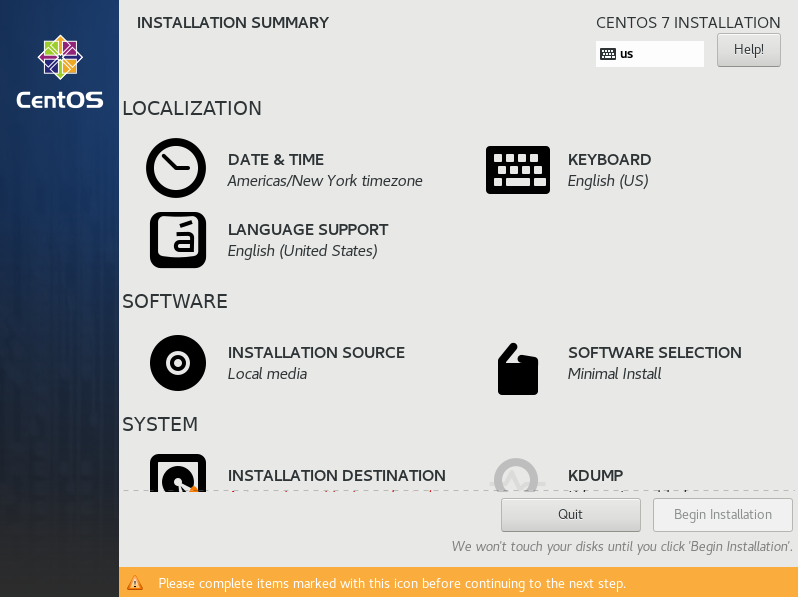 INSTALLATION SUMMARY
CENTOS 7 INSTALLATION
us
Help!
CentOS
LOCALIZATION
DATE & TIME
Americas/New York timezone
KEYBOARD
English (US)
á
LANGUAGE SUPPORT
English (United States)
SOFTWARE
INSTALLATION SOURCE
Local media
SOFTWARE SELECTION
Minimal Install
SYSTEM
INSTALLATION DESTINATION
KDUMP
Quit
Begin Installation
We won't touch your disks until you click 'Begin Installation'.
Please complete items marked with this icon before continuing to the next step.